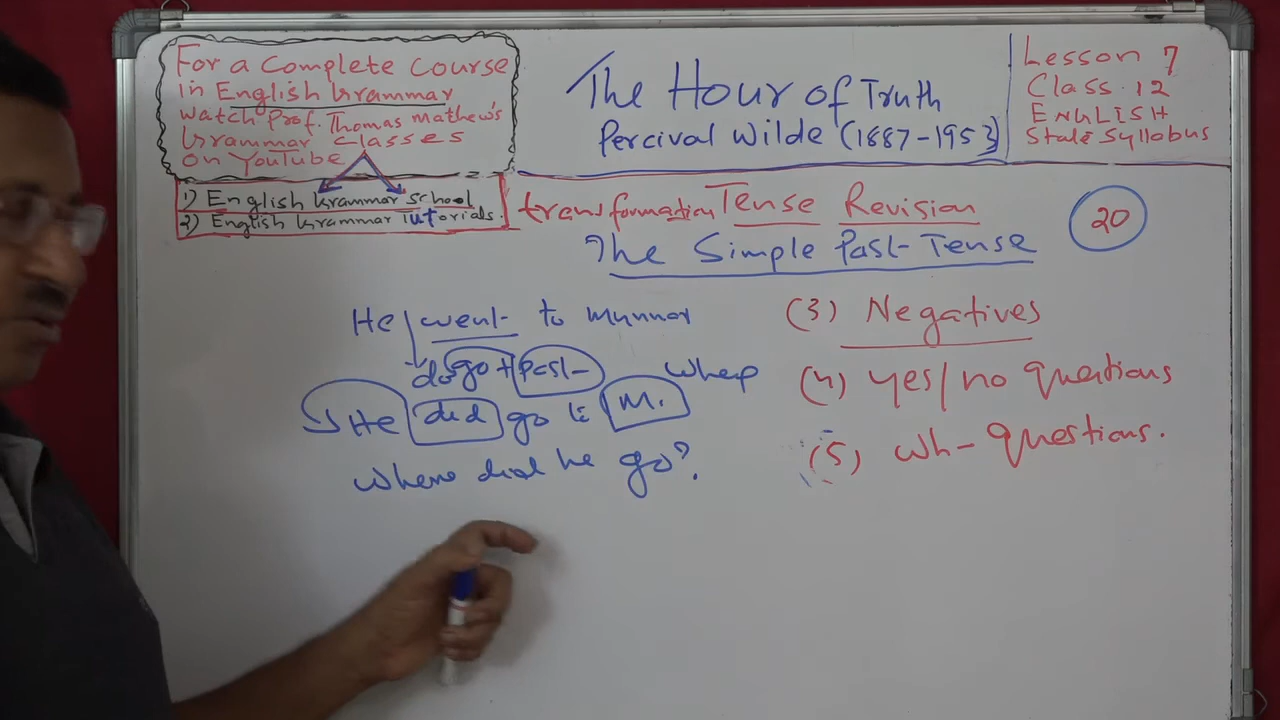 For a Complete Course
in English Grammar
watch Prof. Thomas Mathew's
Grammar Classes
on YouTube
1) English Grammar School
2) English Grammar Tutorials.
The Hour of Truth
Percival Wilde (1887-1953)
Lesson 7
Class. 12
ENGLISH
State Syllabus
transformation Tense Revision
20
The Simple Past Tense
He went to Munnar
do go + Past
where
He did go to M.
where did he go?
(3) Negatives
(4) yes/no questions
(5) wh-questions.